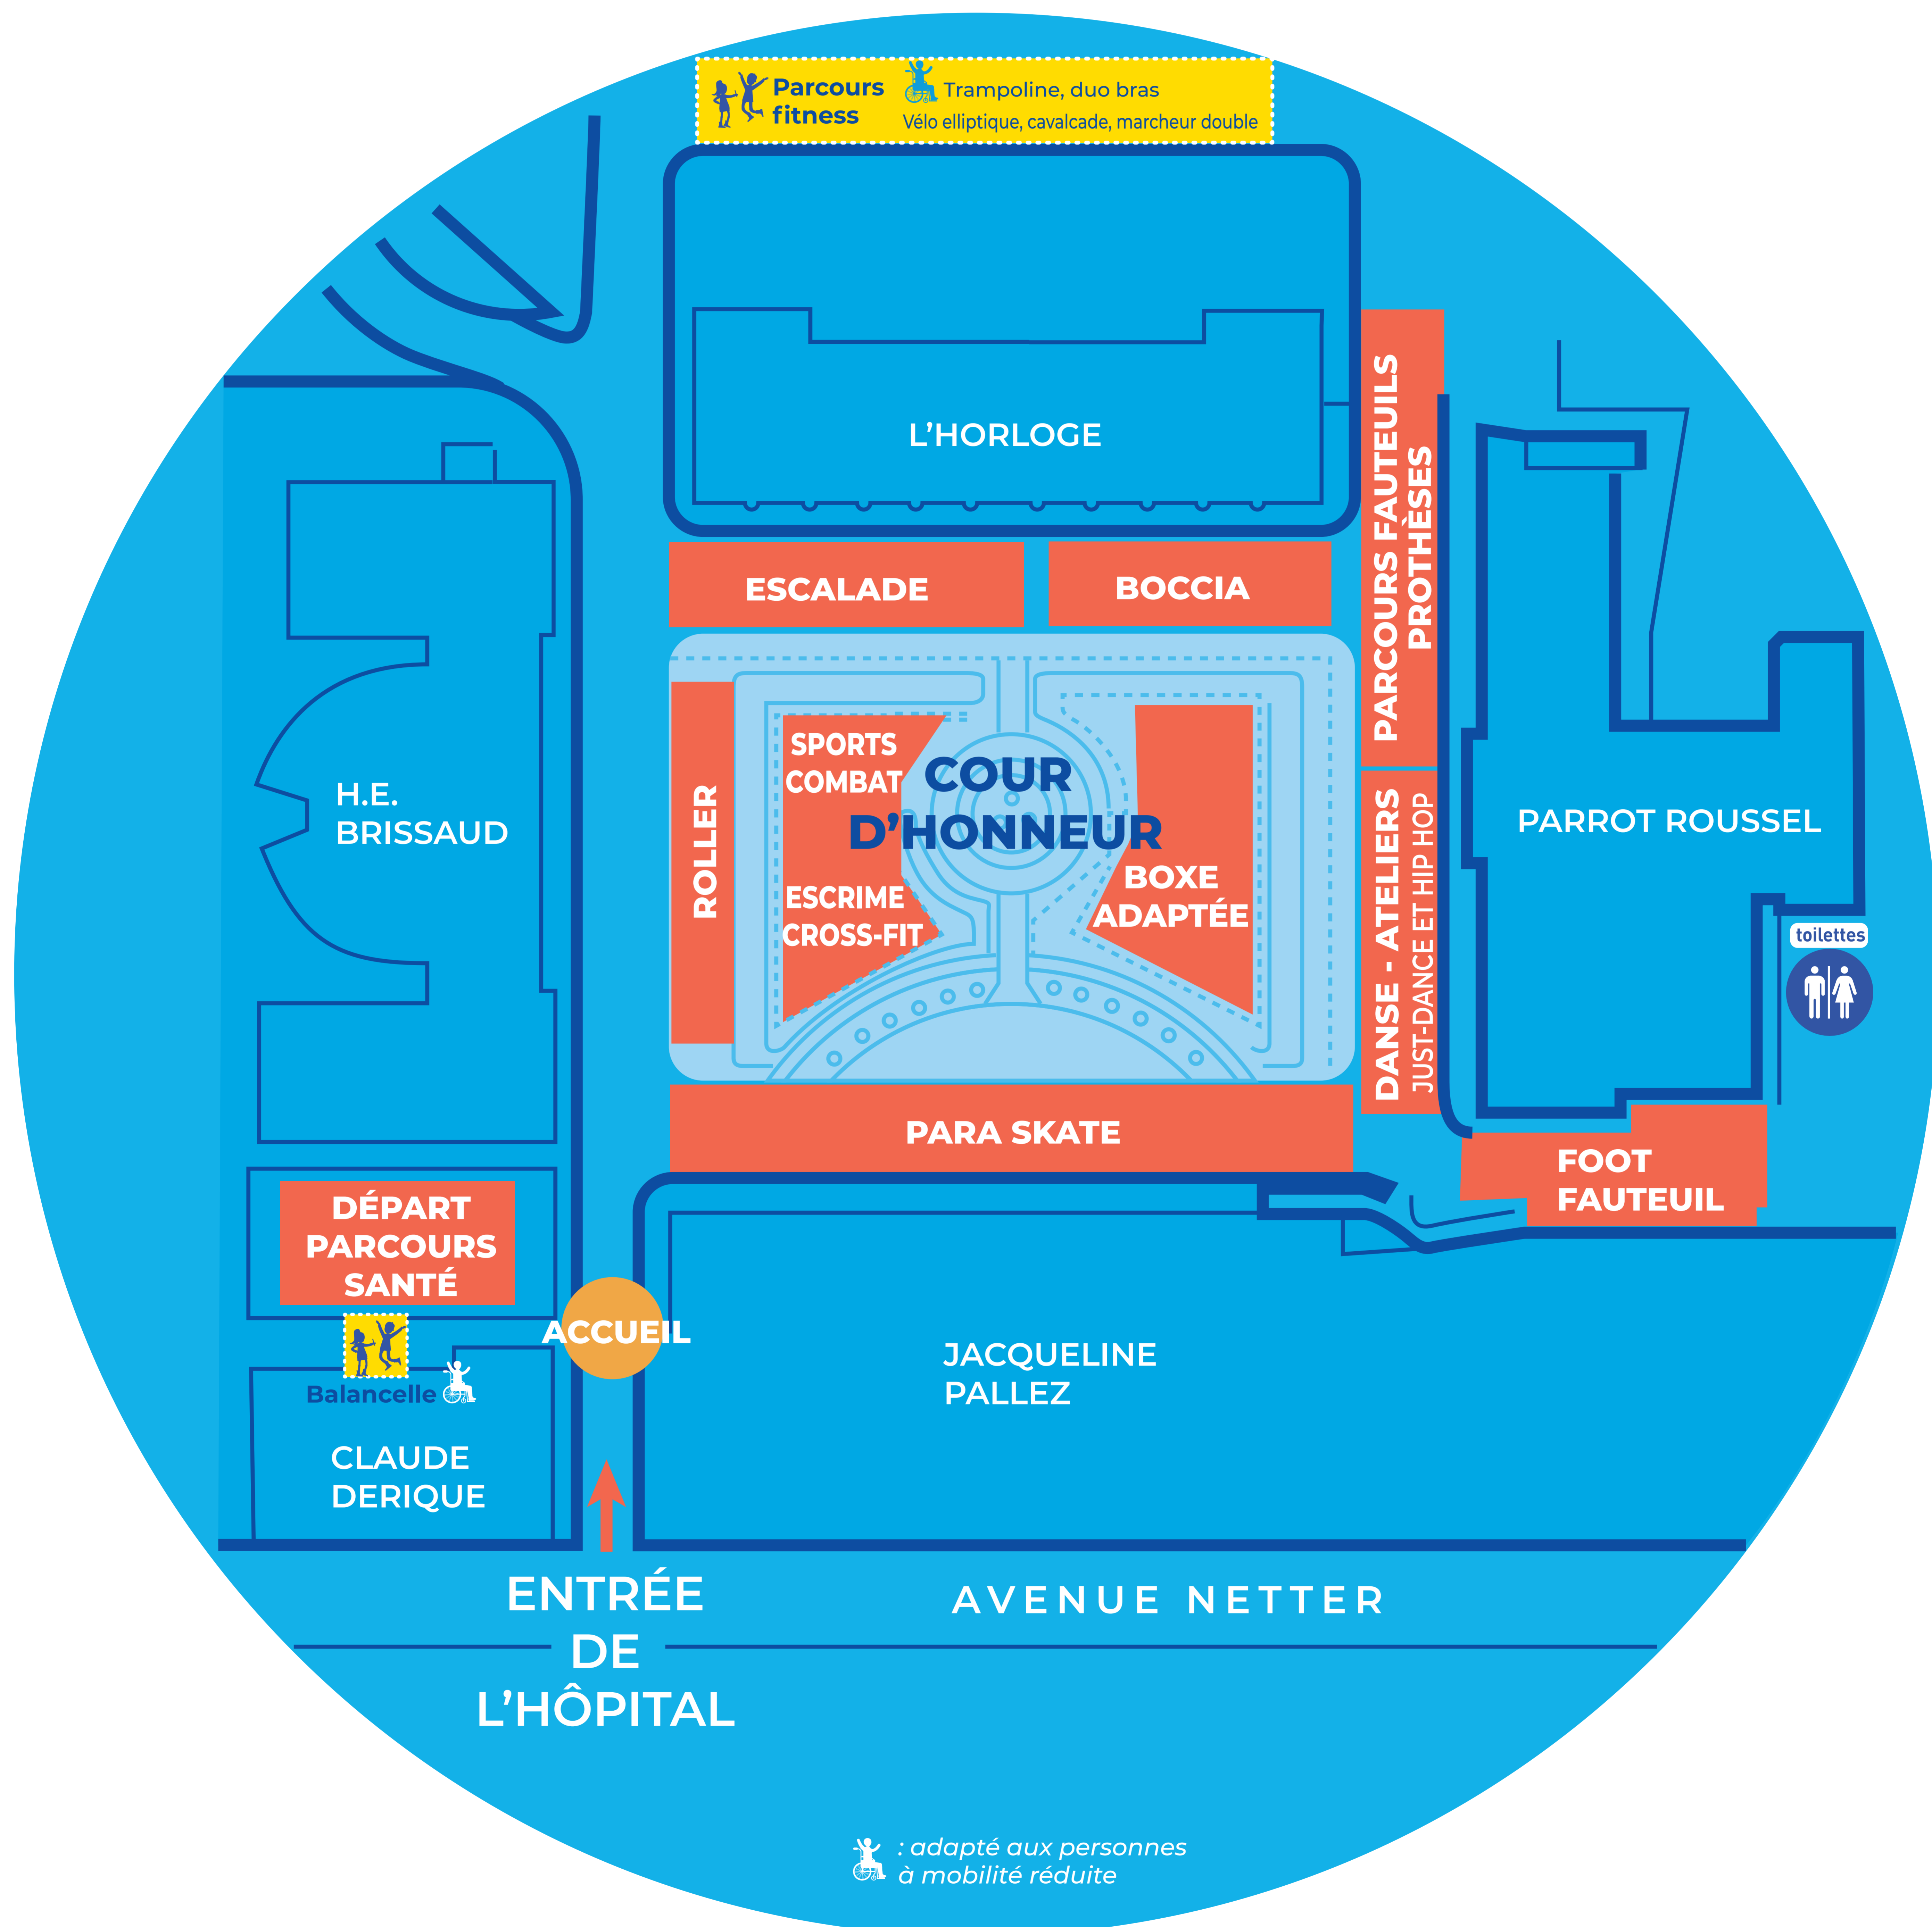 Parcours
fitness
Trampoline, duo bras
Vélo elliptique, cavalcade, marcheur double
L'HORLOGE
ESCALADE
BOCCIA
PARCOURS FAUTEUILS
PROTHÈSES
H.E.
BRISSAUD
ROLLER
SPORTS
COMBAT
COUR
D'HONNEUR
ESCRIME
CROSS-FIT
BOXE
ADAPTÉE
DANSE - ATELIERS
JUST-DANCE ET HIP HOP
PARROT ROUSSEL
toilettes
PARA SKATE
FOOT
FAUTEUIL
DÉPART
PARCOURS
SANTÉ
ACCUEIL
Balancelle
JACQUELINE
PALLEZ
CLAUDE
DERIQUE
ENTRÉE
DE
L'HÔPITAL
AVENUE NETTER
: adapté aux personnes
à mobilité réduite